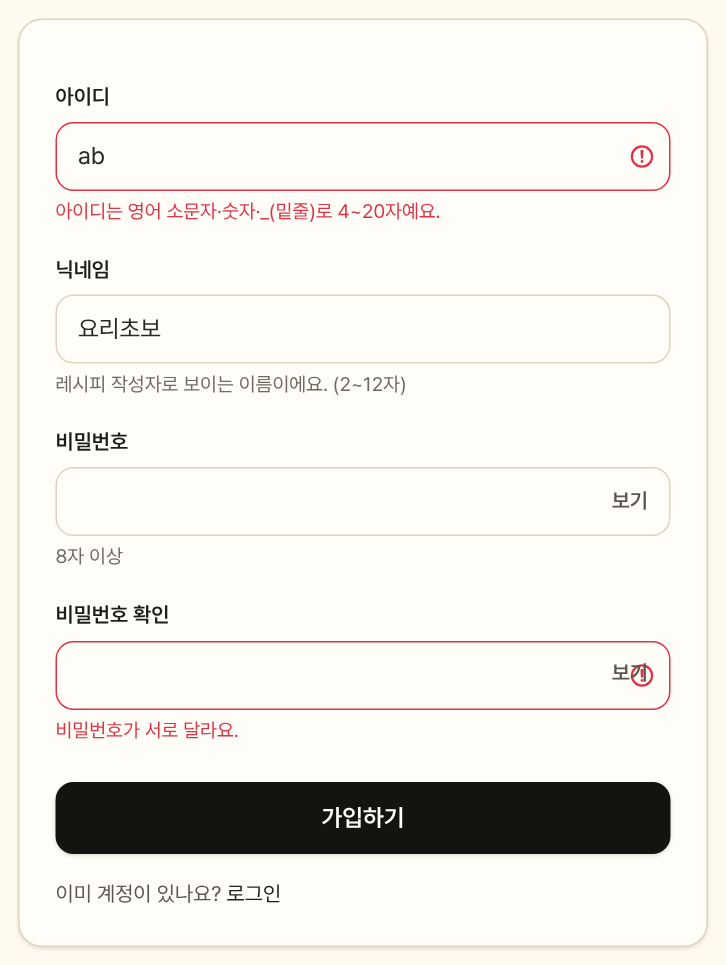 아이디
ab
아이디는 영어 소문자·숫자·_(밑줄)로 4~20자예요.
닉네임
요리초보
레시피 작성자로 보이는 이름이에요. (2~12자)
비밀번호
보기
8자 이상
비밀번호 확인
보기
비밀번호가 서로 달라요.
가입하기
이미 계정이 있나요? 로그인